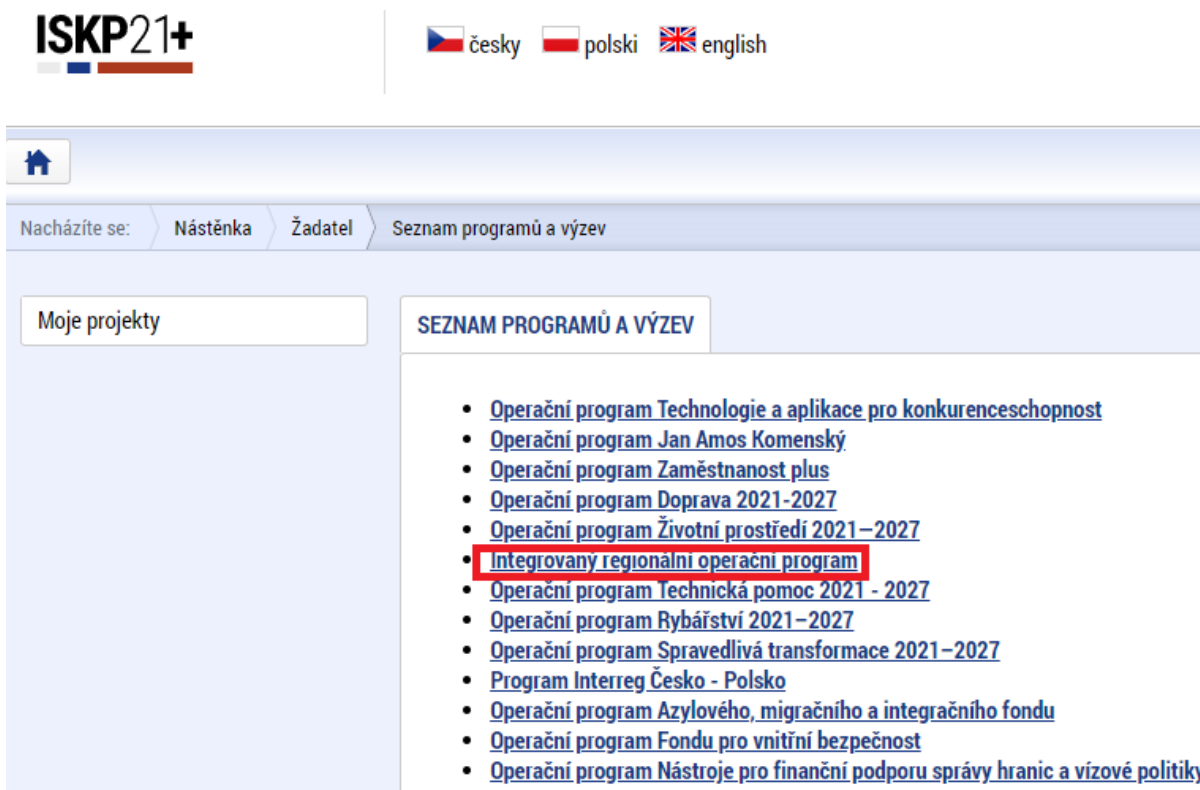 ISKP21+
česky polski english
Nacházíte se: Nástěnka Žadatel Seznam programů a výzev
Moje projekty
SEZNAM PROGRAMŮ A VÝZEV
Operační program Technologie a aplikace pro konkurenceschopnost
Operační program Jan Amos Komenský
Operační program Zaměstnanost plus
Operační program Doprava 2021-2027
Operační program Životní prostředí 2021–2027
Integrovaný regionální operační program
Operační program Technická pomoc 2021 - 2027
Operační program Rybářství 2021–2027
Operační program Spravedlivá transformace 2021–2027
Program Interreg Česko - Polsko
Operační program Azylového, migračního a integračního fondu
Operační program Fondu pro vnitřní bezpečnost
Operační program Nástroje pro finanční podporu správy hranic a vízové politiky